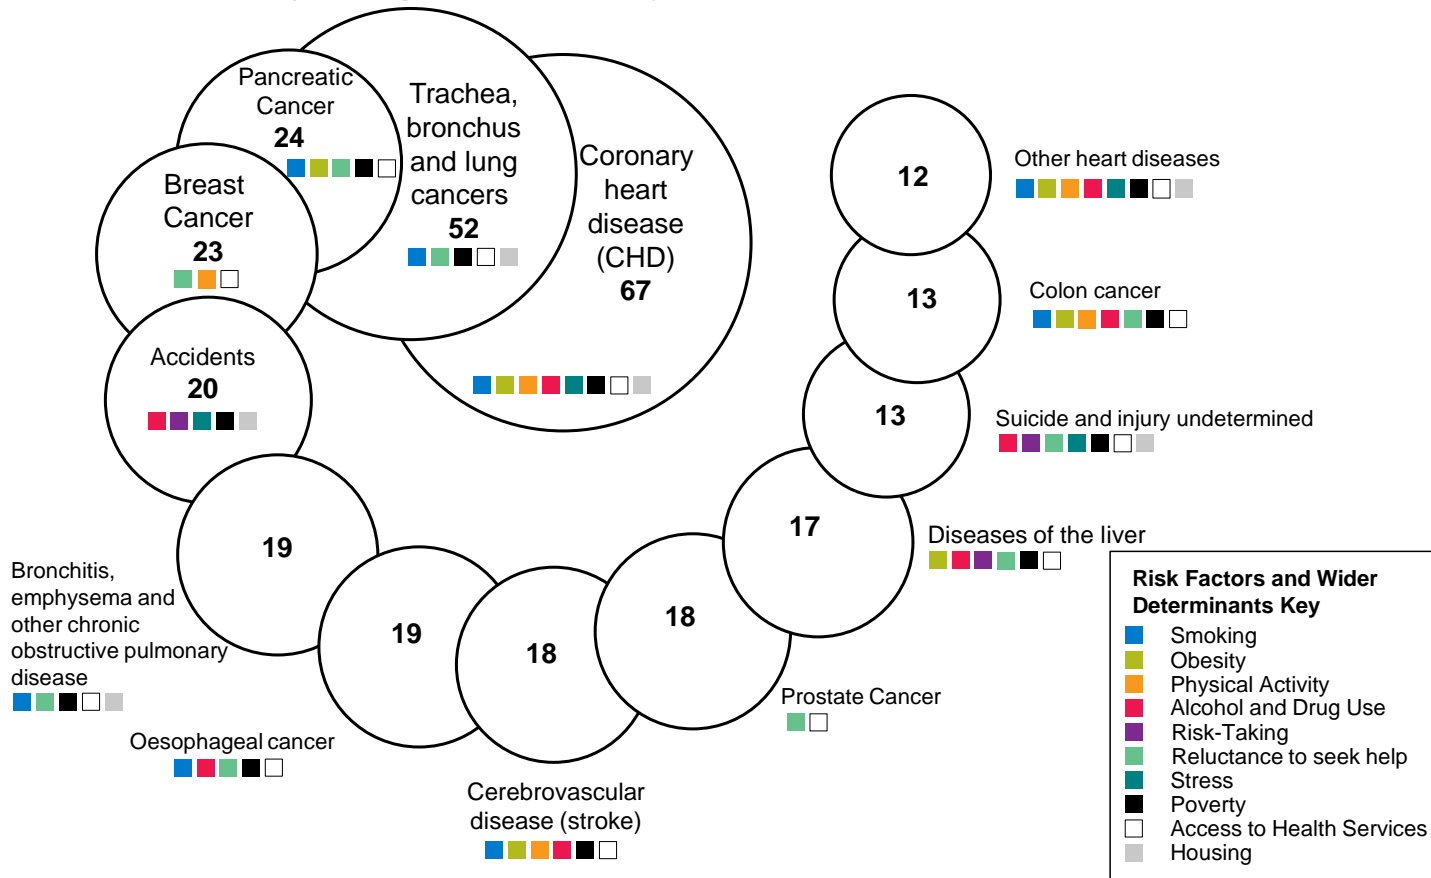 Pancreatic
Cancer
24
Trachea,
bronchus
and lung
cancers
52
Coronary
heart
disease
(CHD)
67
Breast
Cancer
23
Accidents
20
19
Bronchitis,
emphysema and
other chronic
obstructive pulmonary
disease
19
Oesophageal cancer
18
Cerebrovascular
disease (stroke)
18
Prostate Cancer
17
Diseases of the liver
13
Suicide and injury undetermined
13
Colon cancer
12
Other heart diseases
Risk Factors and Wider
Determinants Key
Smoking
Obesity
Physical Activity
Alcohol and Drug Use
Risk-Taking
Reluctance to seek help
Stress
Poverty
Access to Health Services
Housing